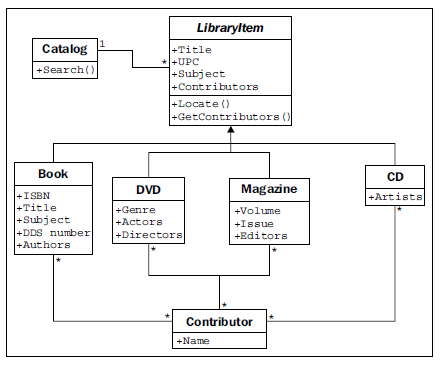 LibraryItem
+Title
+UPC
+Subject
+Contributors
+Locate()
+GetContributors()
Catalog
+Search()
1
*
Book
+ISBN
+Title
+Subject
+DDS number
+Authors
*
DVD
+Genre
+Actors
+Directors
*
Magazine
+Volume
+Issue
+Editors
*
CD
+Artists
*
*
*
*
Contributor
+Name